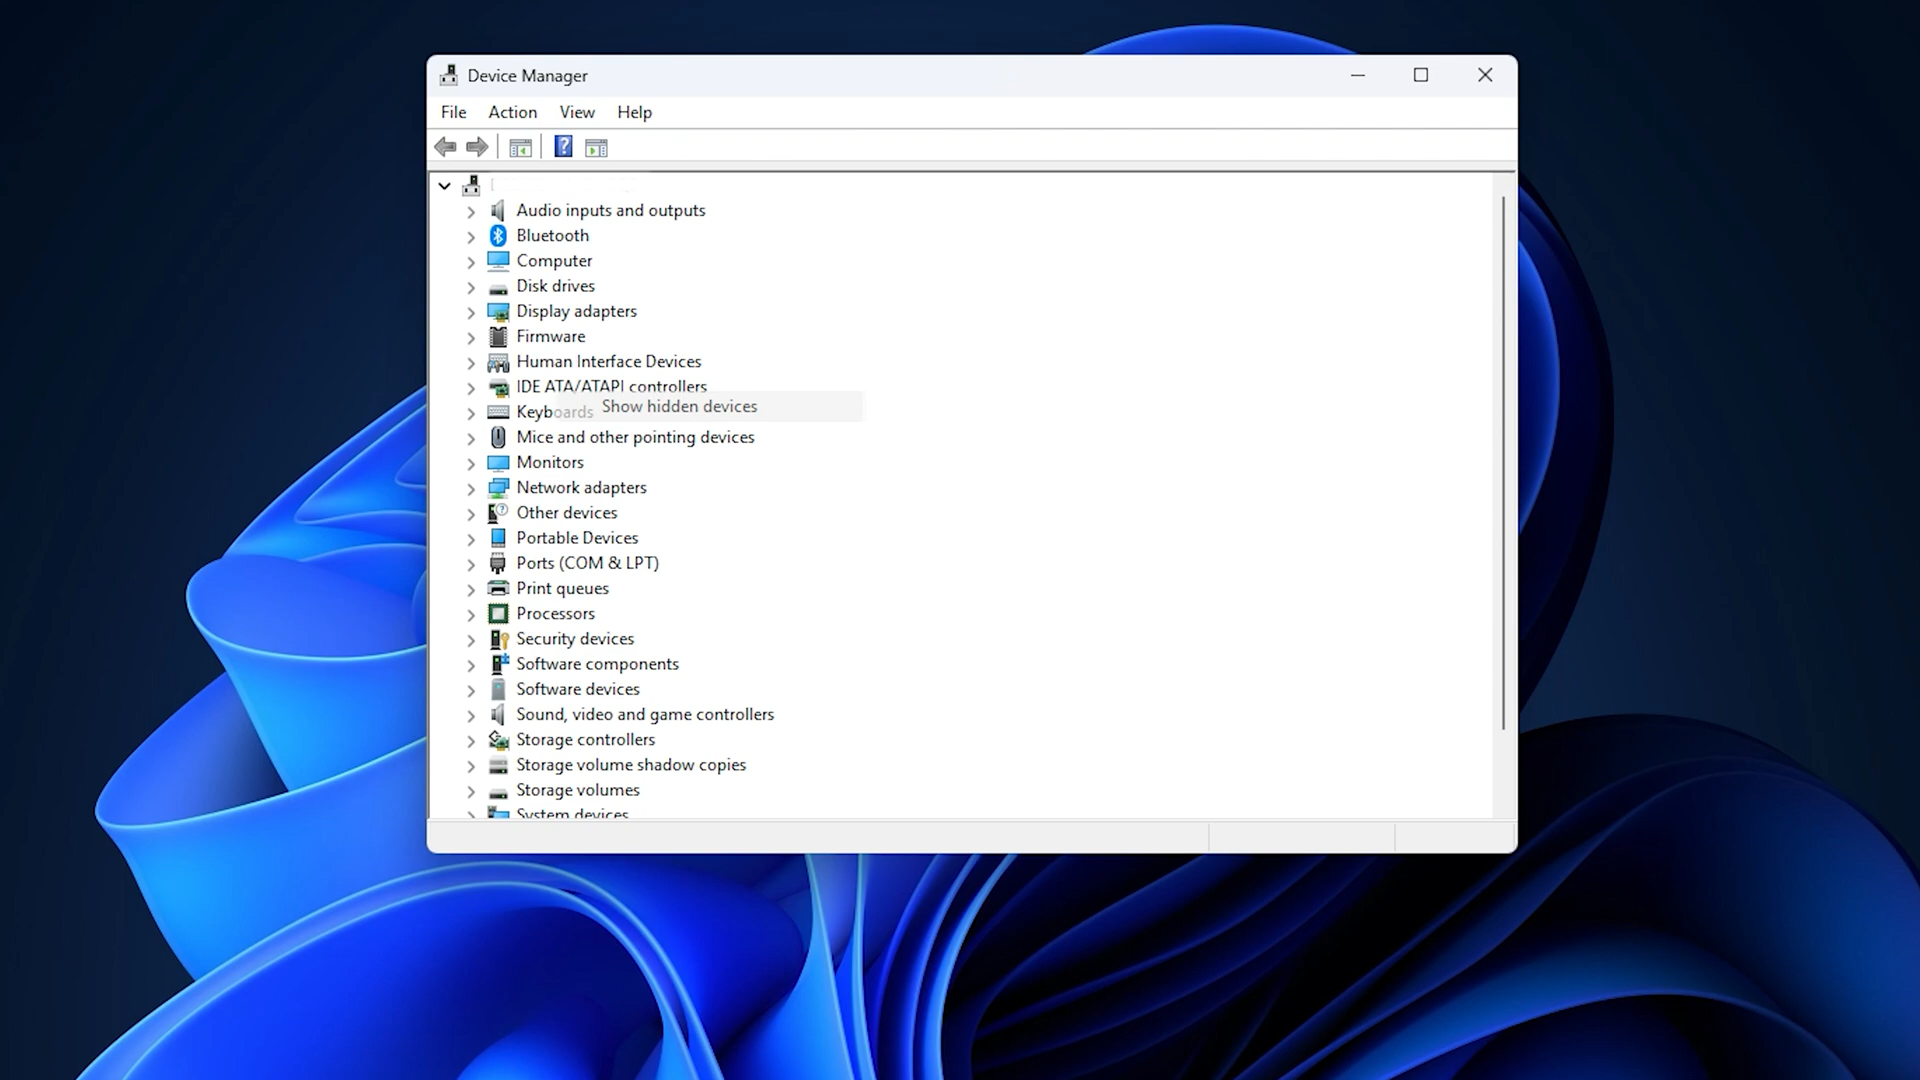 Device Manager
File Action View Help
Audio inputs and outputs
Bluetooth
Computer
Disk drives
Display adapters
Firmware
Human Interface Devices
IDE ATA/ATAPI controllers
Keyboards
Show hidden devices
Mice and other pointing devices
Monitors
Network adapters
Other devices
Portable Devices
Ports (COM & LPT)
Print queues
Processors
Security devices
Software components
Software devices
Sound, video and game controllers
Storage controllers
Storage volume shadow copies
Storage volumes
System devices